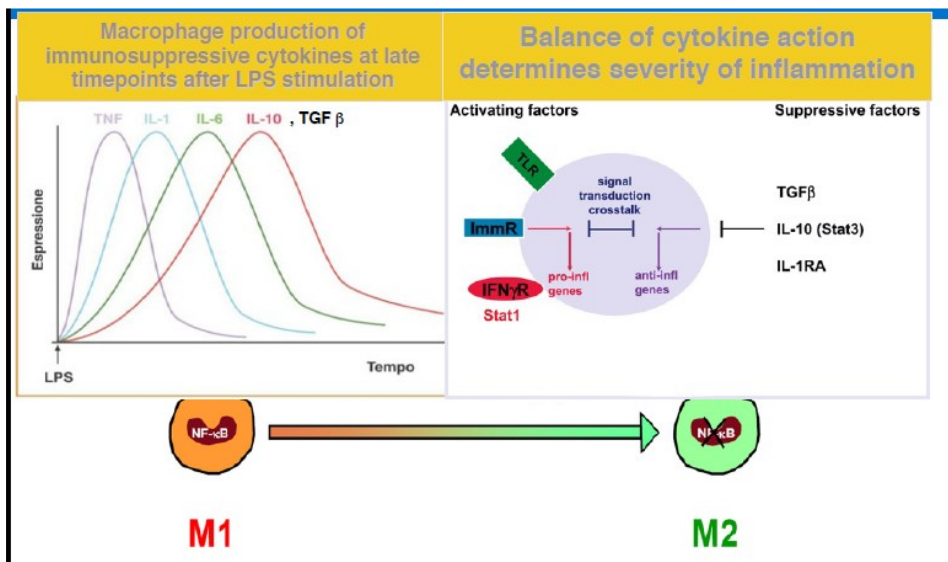 Macrophage production of
immunosuppressive cytokines at late
timepoints after LPS stimulation
TNF IL-1 IL-6 IL-10 , TGF β
Espressione
Tempo
LPS
Balance of cytokine action
determines severity of inflammation
Activating factors
Suppressive factors
TLR
signal
transduction
crosstalk
ImmR
pro-infl
genes
anti-infl
genes
IFNγR
Stat1
TGFβ
IL-10 (Stat3)
IL-1RA
NF-κB
NF-κB
M1
M2